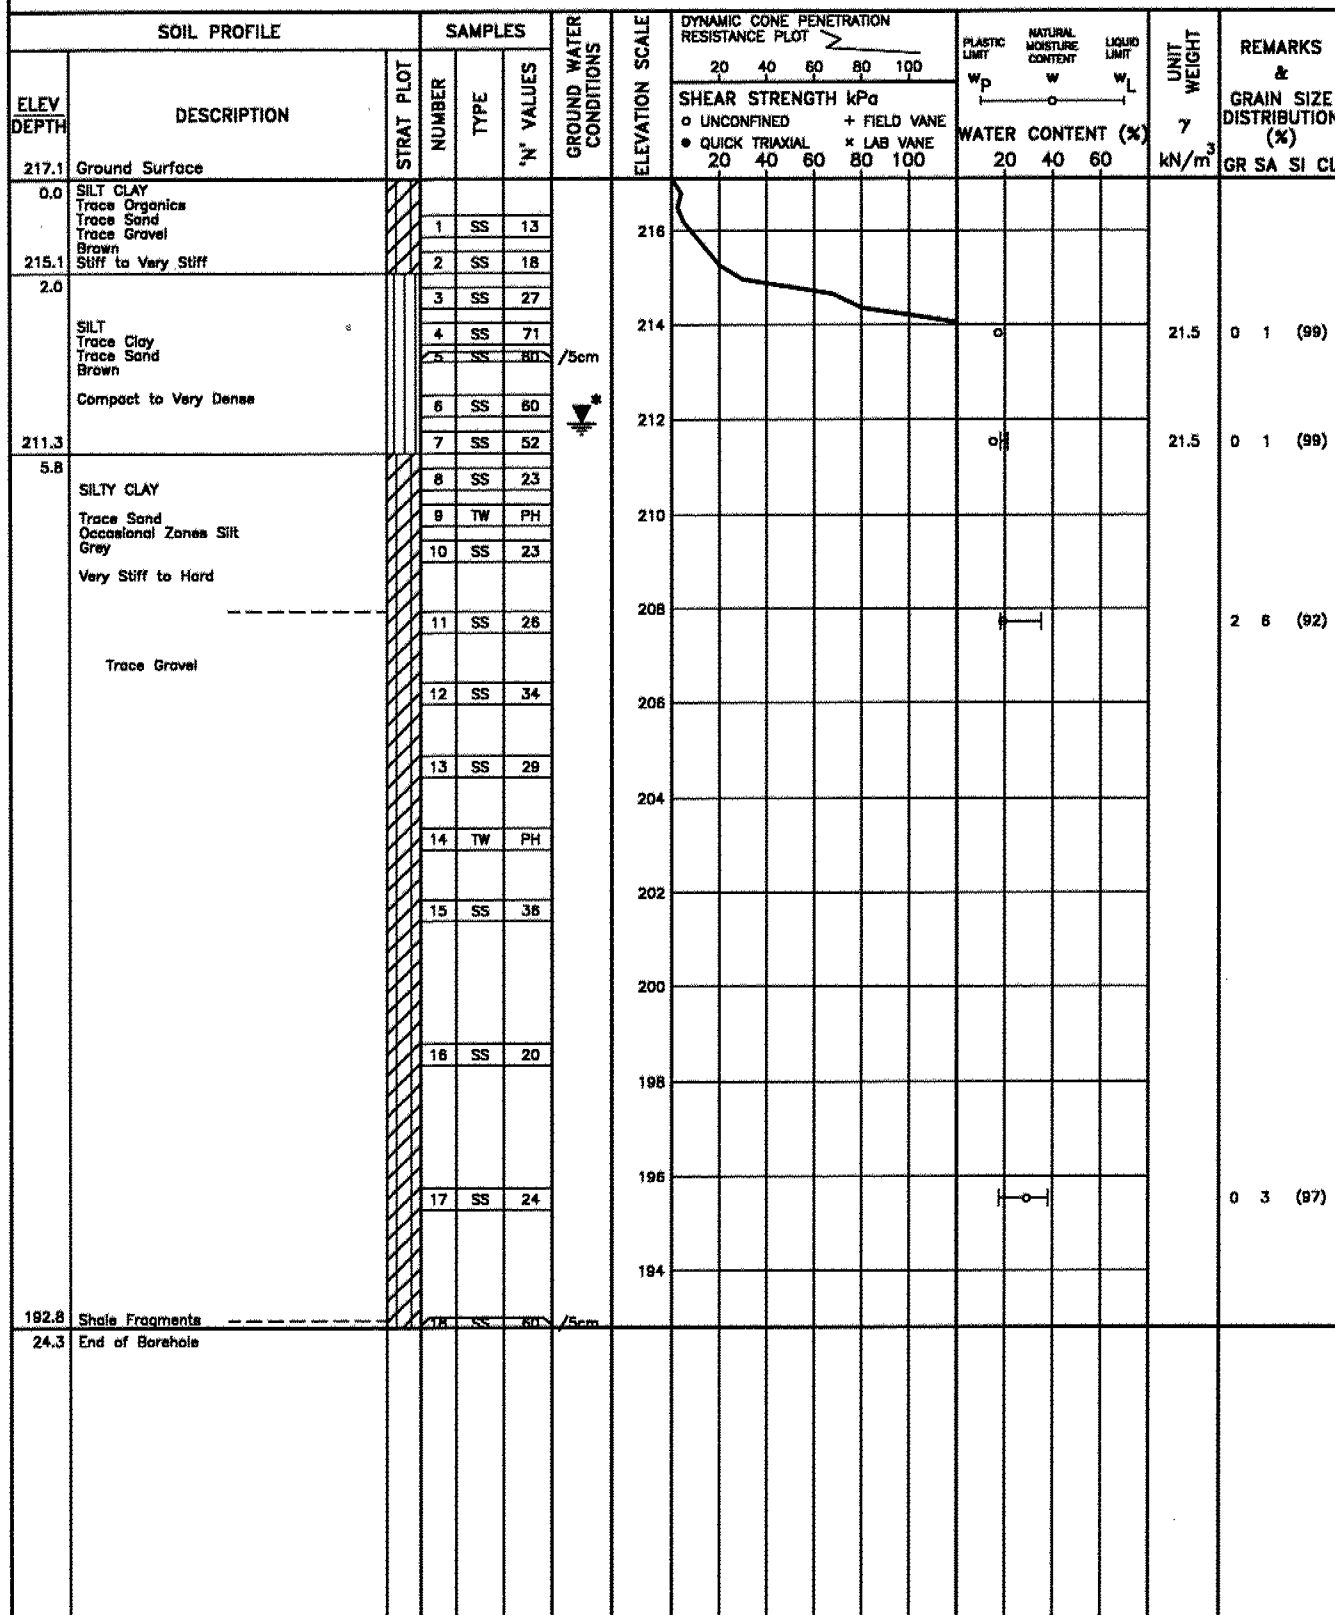 SOIL PROFILE
SAMPLES
GROUND WATER CONDITIONS
ELEVATION SCALE
DYNAMIC CONE PENETRATION
RESISTANCE PLOT
20 40 60 80 100
PLASTIC LIMIT
NATURAL MOISTURE CONTENT
LIQUID LIMIT
WP W WL
UNIT WEIGHT
γ
kN/m3
REMARKS
&
GRAIN SIZE
DISTRIBUTION
(%)
GR SA SI CL
ELEV
DEPTH
DESCRIPTION
STRAT PLOT
NUMBER
TYPE
'N' VALUES
SHEAR STRENGTH kPa
o UNCONFINED + FIELD VANE
● QUICK TRIAXIAL × LAB VANE
20 40 60 80 100
WATER CONTENT (%)
20 40 60
217.1 Ground Surface
0.0 SILT CLAY
Trace Organics
Trace Sand
Trace Gravel
Brown
215.1 Stiff to Very Stiff
2.0
SILT
Trace Clay
Trace Sand
Brown
Compact to Very Dense
211.3
5.8
SILTY CLAY
Trace Sand
Occasional Zones Silt
Grey
Very Stiff to Hard
Trace Gravel
192.8 Shale Fragments
24.3 End of Borehole
1 SS 13
2 SS 18
3 SS 27
4 SS 71
5 SS 80 /5cm
6 SS 60
*
7 SS 52
8 SS 23
9 TW PH
10 SS 23
11 SS 26
12 SS 34
13 SS 29
14 TW PH
15 SS 36
16 SS 20
17 SS 24
18 SS 60 /5cm
216
214
212
210
208
206
204
202
200
198
196
194
21.5 0 1 (99)
21.5 0 1 (99)
2 6 (92)
0 3 (97)